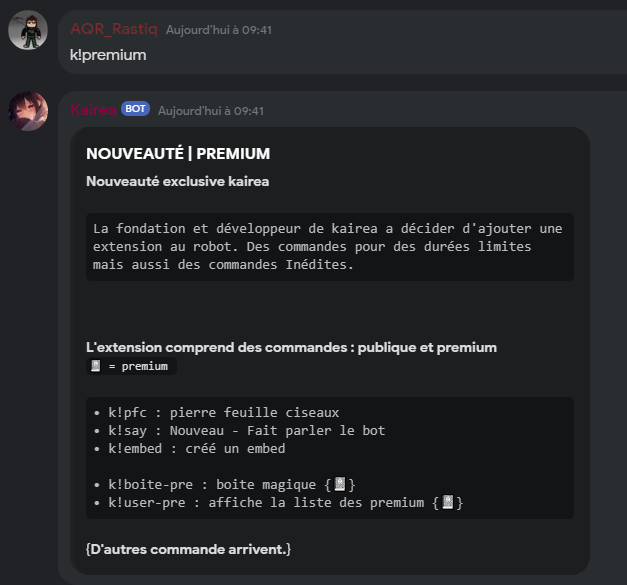 AQR_Rastiq Aujourd'hui à 09:41
k!premium
Kairea BOT Aujourd'hui à 09:41
NOUVEAUTÉ | PREMIUM
Nouveauté exclusive kairea
La fondation et développeur de kairea a décider d'ajouter une
extension au robot. Des commandes pour des durées limites
mais aussi des commandes Inédites.
L'extension comprend des commandes : publique et premium
= premium
• k!pfc : pierre feuille ciseaux
• k!say : Nouveau - Fait parler le bot
• k!embed : créé un embed
• k!boite-pre : boite magique {🎴}
• k!user-pre : affiche la liste des premium {🎴}
{D'autres commande arrivent.}